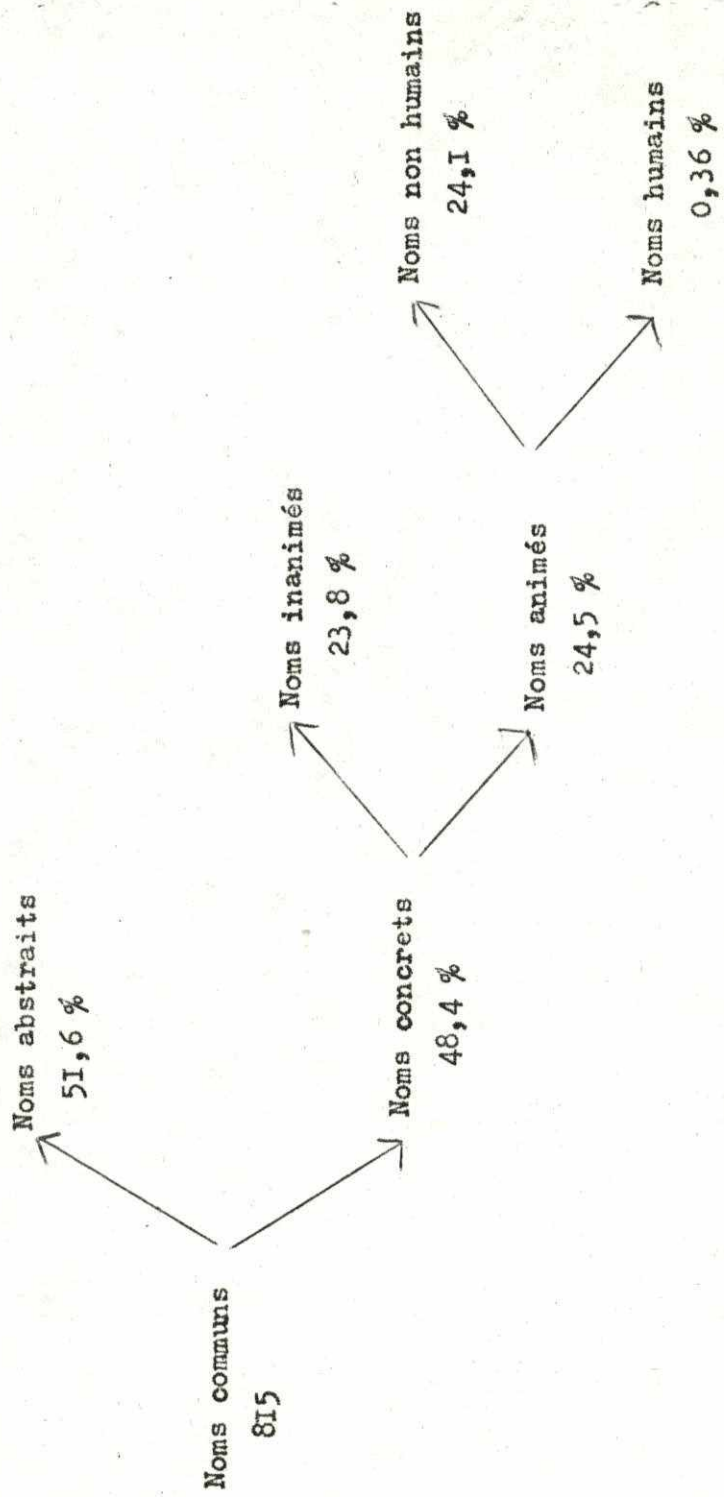 Noms communs
8I5
Noms abstraits
5I,6 %
Noms concrets
48,4 %
Noms inanimés
23,8 %
Noms animés
24,5 %
Noms non humains
24,I %
Noms humains
0,36 %